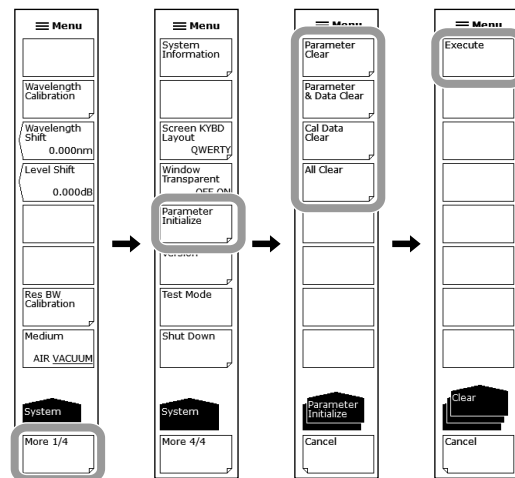 Menu
Wavelength
Calibration
Wavelength
Shift
0.000nm
Level Shift
0.000dB
Res BW
Calibration
Medium
AIR VACUUM
System
More 1/4
Menu
System
Information
Screen KYBD
Layout
QWERTY
Window
Transparent
OFF ON
Parameter
Initialize
Version
Test Mode
Shut Down
System
More 4/4
Menu
Parameter
Clear
Parameter
& Data Clear
Cal Data
Clear
All Clear
Parameter
Initialize
Cancel
Menu
Execute
Clear
Cancel